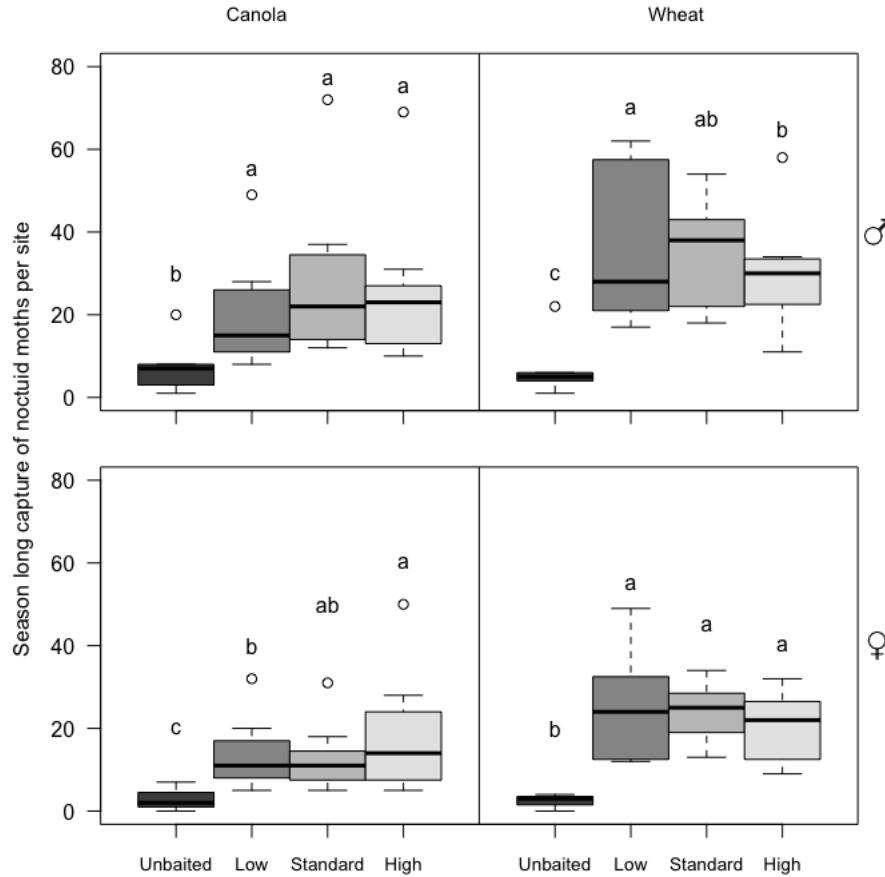 Canola Wheat
Season long capture of noctuid moths per site
80
60
40
20
0
b a a a
c a ab b
♂
80
60
40
20
0
c b ab a
b a a a
♀
Unbaited Low Standard High Unbaited Low Standard High